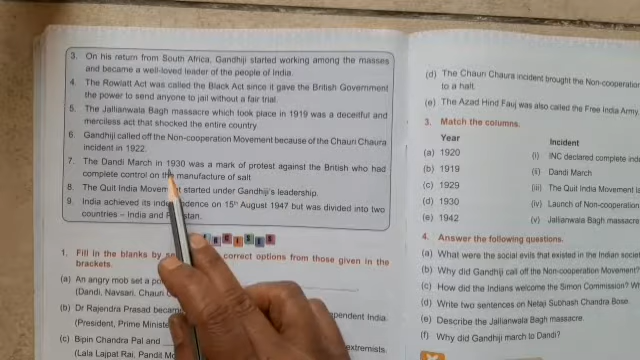 3. On his return from South Africa, Gandhiji started working among the masses
and became a well-loved leader of the people of India.
4. The Rowlatt Act was called the Black Act since it gave the British Government
the power to send anyone to jail without a fair trial.
5. The Jallianwala Bagh massacre which took place in 1919 was a deceitful and
merciless act that shocked the entire country
6. Gandhiji called off the Non-cooperation Movement because of the Chauri Chaura
incident in 1922.
7. The Dandi March in 1930 was a mark of protest against the British who had
complete control on the manufacture of salt
8. The Quit India Movem t started under Gandhiji's leadership.
9. India achieved its inde ndence on 15th August 1947 but was divided into two
countries – India and P stan.
1. Fill in the blanks by correct options from those given in the
brackets.
(a) An angry mob set a po
(Dandi, Navsari, Chauri
(b) Dr Rajendra Prasad becam pendent India.
(President, Prime Ministe
(c) Bipin Chandra Pal and extremists.
(Lala Lajpat Rai, Pandit Mo
(d) The Chauri Chaura incident brought the Non-cooperation
to a halt.
(e) The Azad Hind Fauj was also called the Free India Army.
3. Match the columns.
Year Incident
(a) 1920 (i) INC declared complete inde
(b) 1919 (ii) Dandi March
(c) 1929 (iii) The Quit India Movement
(d) 1930 (iv) Launch of Non-cooperation
(e) 1942 (v) Jallianwala Bagh massacre
4. Answer the following questions.
(a) What were the social evils that existed in the Indian societ
(b) Why did Gandhiji call off the Non-cooperation Movement?
(c) How did the Indians welcome the Simon Commission? Wh
(d) Write two sentences on Netaji Subhash Chandra Bose.
(e) Describe the Jallianwala Bagh massacre.
(f) Why did Gandhiji march to Dandi?